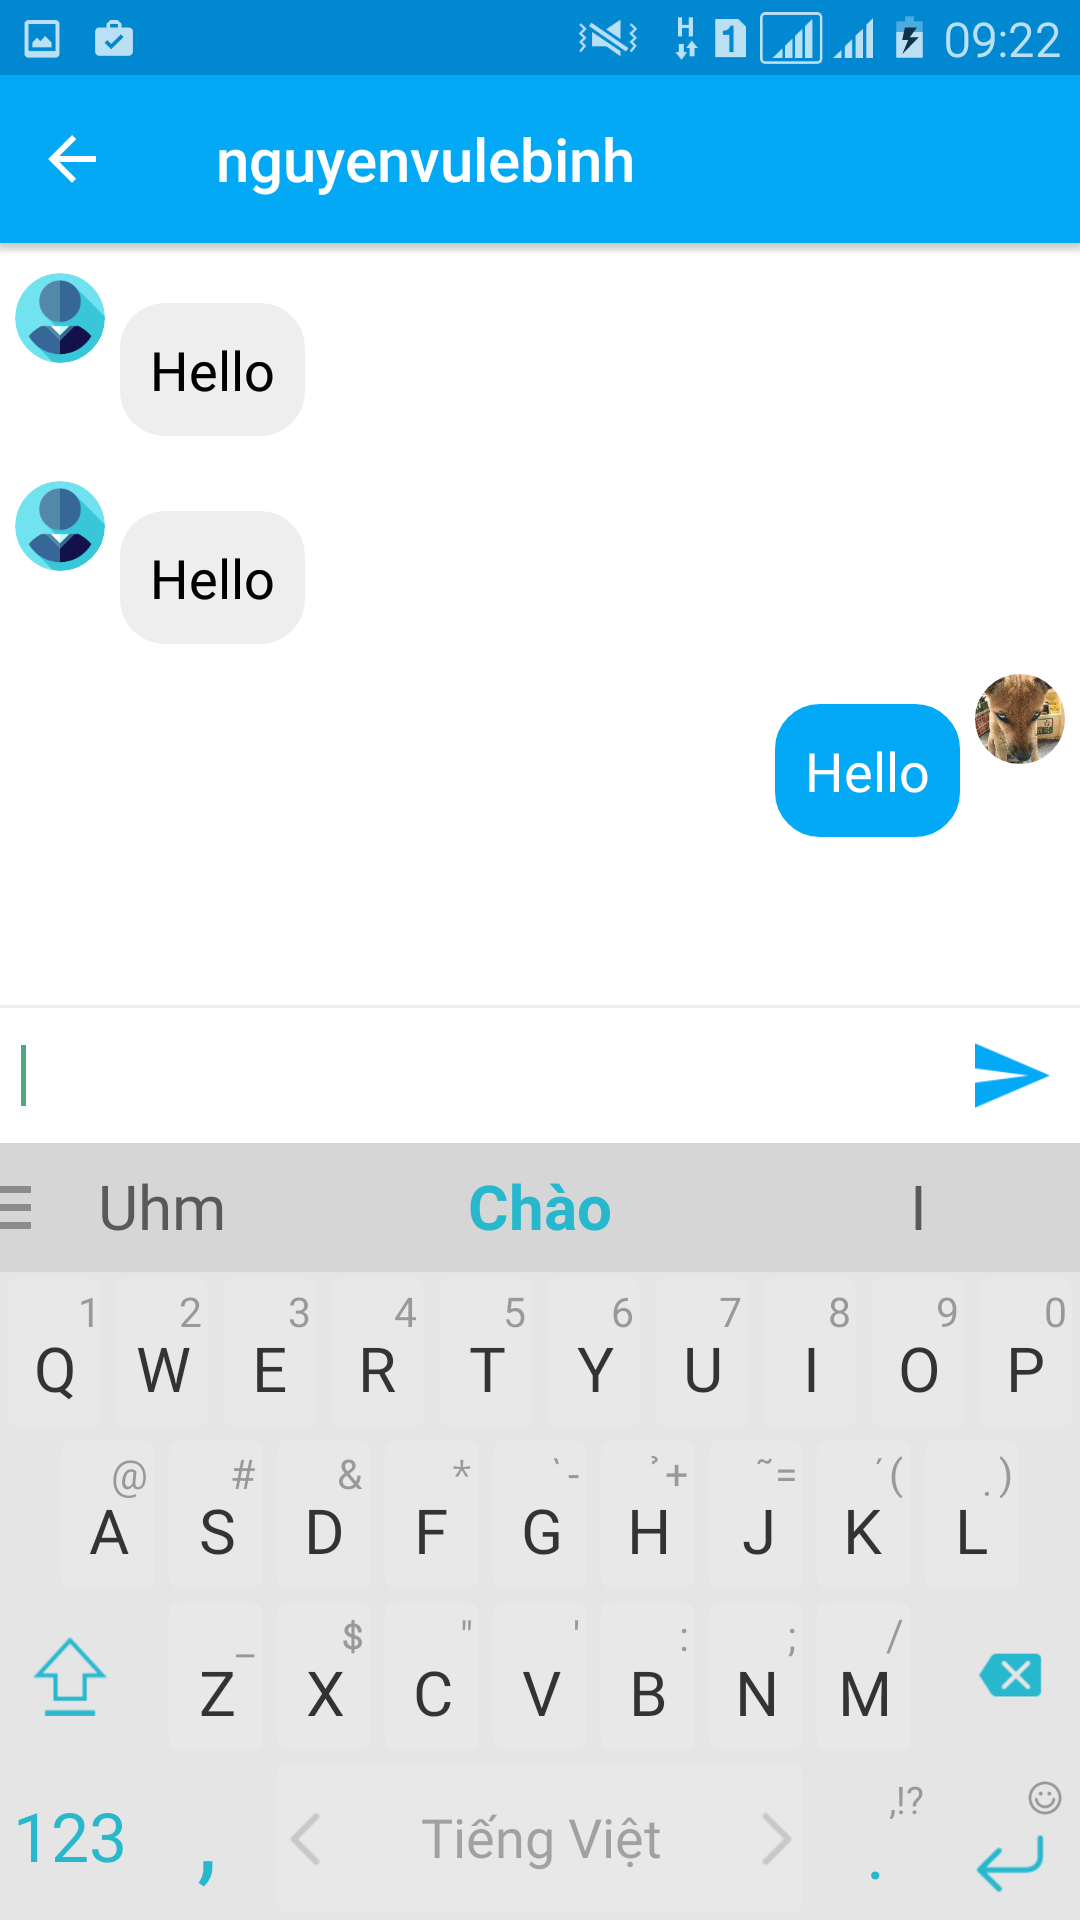 H 1 09:22
nguyenvulebinh
Hello
Hello
Hello
Uhm Chào I
1 2 3 4 5 6 7 8 9 0
Q W E R T Y U I O P
@ # & * ` - ̉ + ~ = ´ ( . )
A S D F G H J K L
_ $ " ' : ; /
Z X C V B N M
,!?
123 , Tiếng Việt .